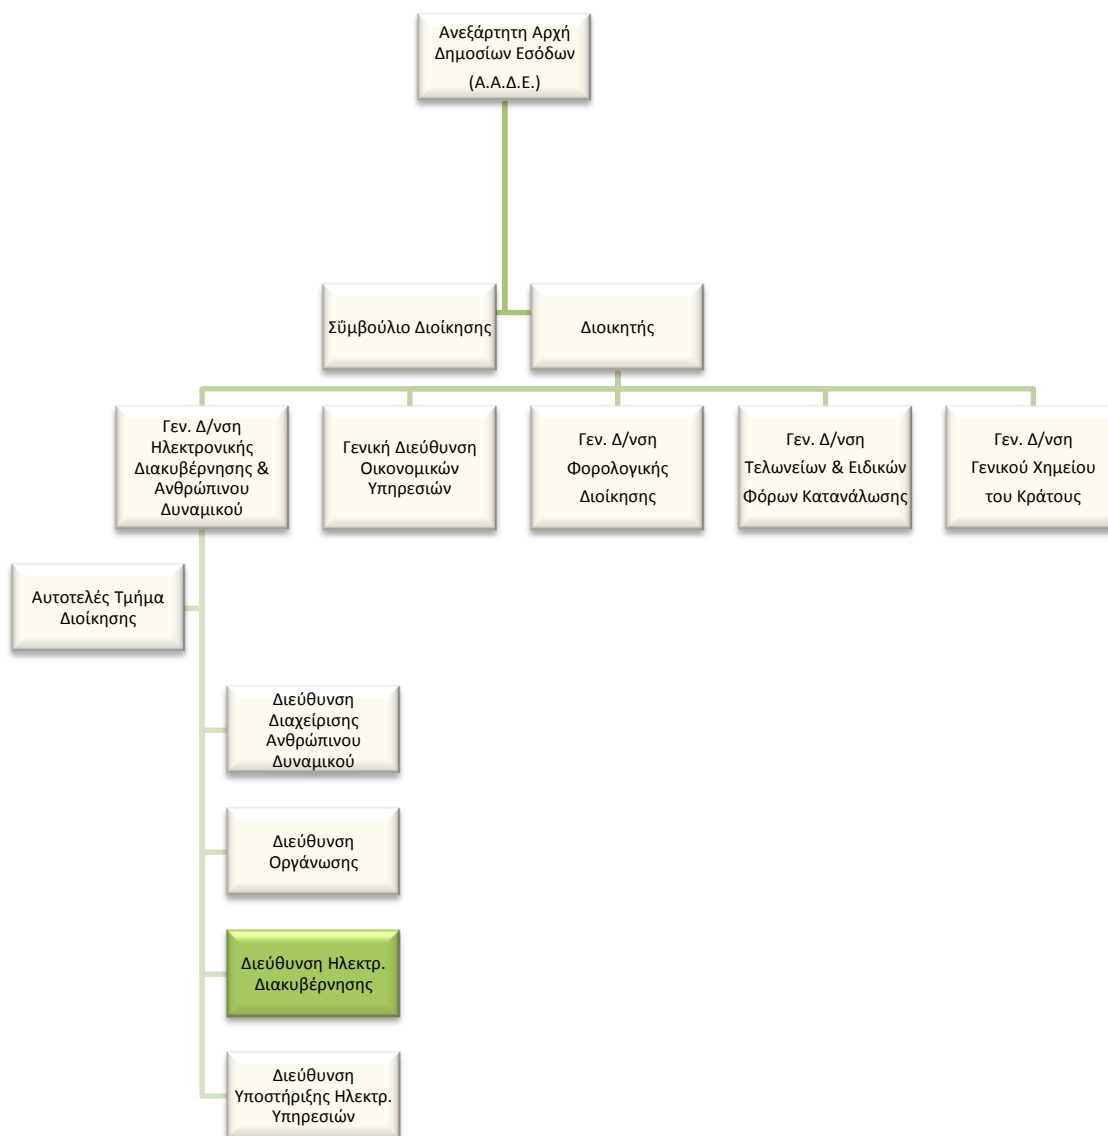 Ανεξάρτητη Αρχή
Δημοσίων Εσόδων
(Α.Α.Δ.Ε.)
Σΰμβούλιο Διοίκησης
Διοικητής
Γεν. Δ/νση
Ηλεκτρονικής
Διακυβέρνησης &
Ανθρώπινου
Δυναμικού
Γενική Διεύθυνση
Οικονομικών
Υπηρεσιών
Γεν. Δ/νση
Φορολογικής
Διοίκησης
Γεν. Δ/νση
Τελωνείων & Ειδικών
Φόρων Κατανάλωσης
Γεν. Δ/νση
Γενικού Χημείου
του Κράτους
Αυτοτελές Τμήμα
Διοίκησης
Διεύθυνση
Διαχείρισης
Ανθρώπινου
Δυναμικού
Διεύθυνση
Οργάνωσης
Διεύθυνση Ηλεκτρ.
Διακυβέρνησης
Διεύθυνση
Υποστήριξης Ηλεκτρ.
Υπηρεσιών